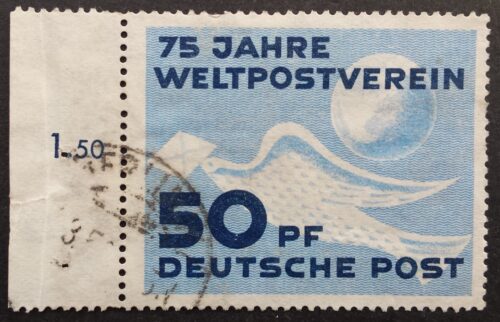 75 JAHRE
WELTPOSTVEREIN
1.50
50 PF
DEUTSCHE POST